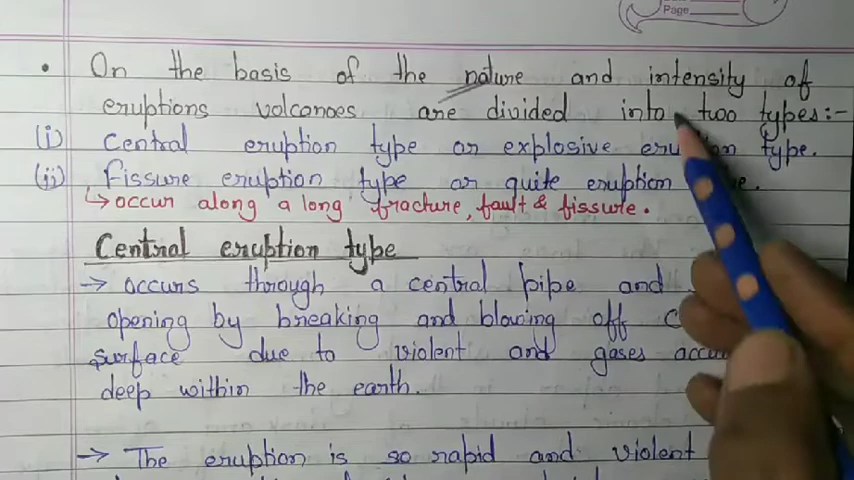 Page
• On the basis of the nature and intensity of
eruptions volcanoes are divided into two types:-
(i) Central eruption type or explosive eruption type.
(ii) Fissure eruption type or quite eruption
↳ occur along a long fracture, fault & fissure.
Central eruption type
→ occurs through a central pipe and
opening by breaking and blowing off
surface due to violent and gases
deep within the earth.
→ The eruption is so rapid and violent